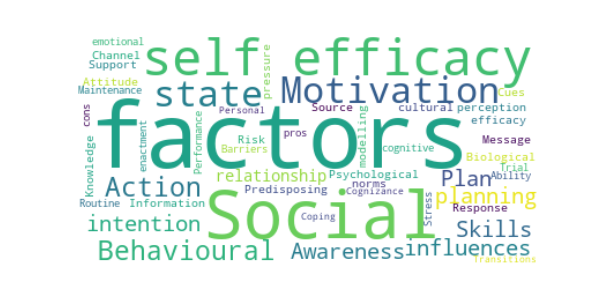 emotional
Channel
Support
self efficacy
pressure
Attitude
Maintenance
state
Motivation
Cues
cons
Personal
Source
cultural
perception
factors
efficacy
Knowledge
enactment
Performance
Risk
pros
modelling
Message
Barriers
cognitive
Biological
Trial
relationship
Psychological
Plan
Ability
Action
Predisposing
norms
Cognizance
planning
Routine
Information
Social
Stress
Response
intention
Coping
Skills
Behavioural
Awareness
influences
Transitions